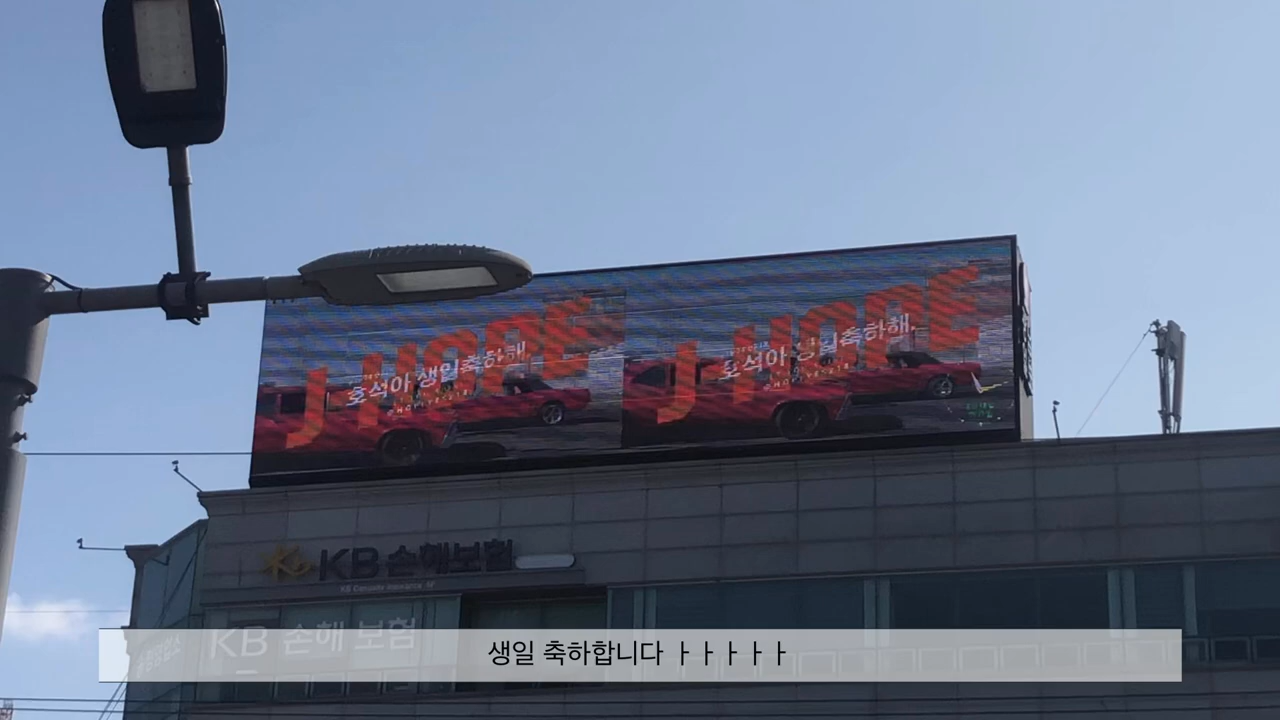 J HOPE
호석아 생일축하해.
J HOPE
호석아 생일축하해.
KB 손해보험
KB 손해 보험
생일 축하합니다 ㅏㅏㅏㅏㅏ